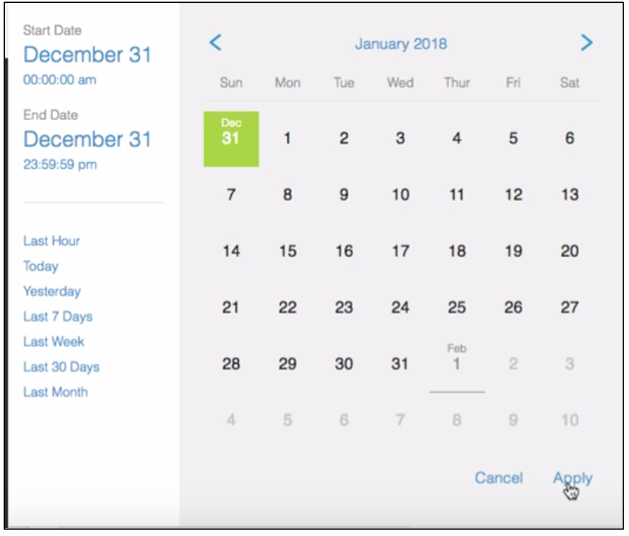 Start Date
December 31
00:00:00 am
End Date
December 31
23:59:59 pm
Last Hour
Today
Yesterday
Last 7 Days
Last Week
Last 30 Days
Last Month
January 2018
Sun Mon Tue Wed Thur Fri Sat
Dec
31 1 2 3 4 5 6
7 8 9 10 11 12 13
14 15 16 17 18 19 20
21 22 23 24 25 26 27
Feb
28 29 30 31 1 2 3
4 5 6 7 8 9 10
Cancel Apply